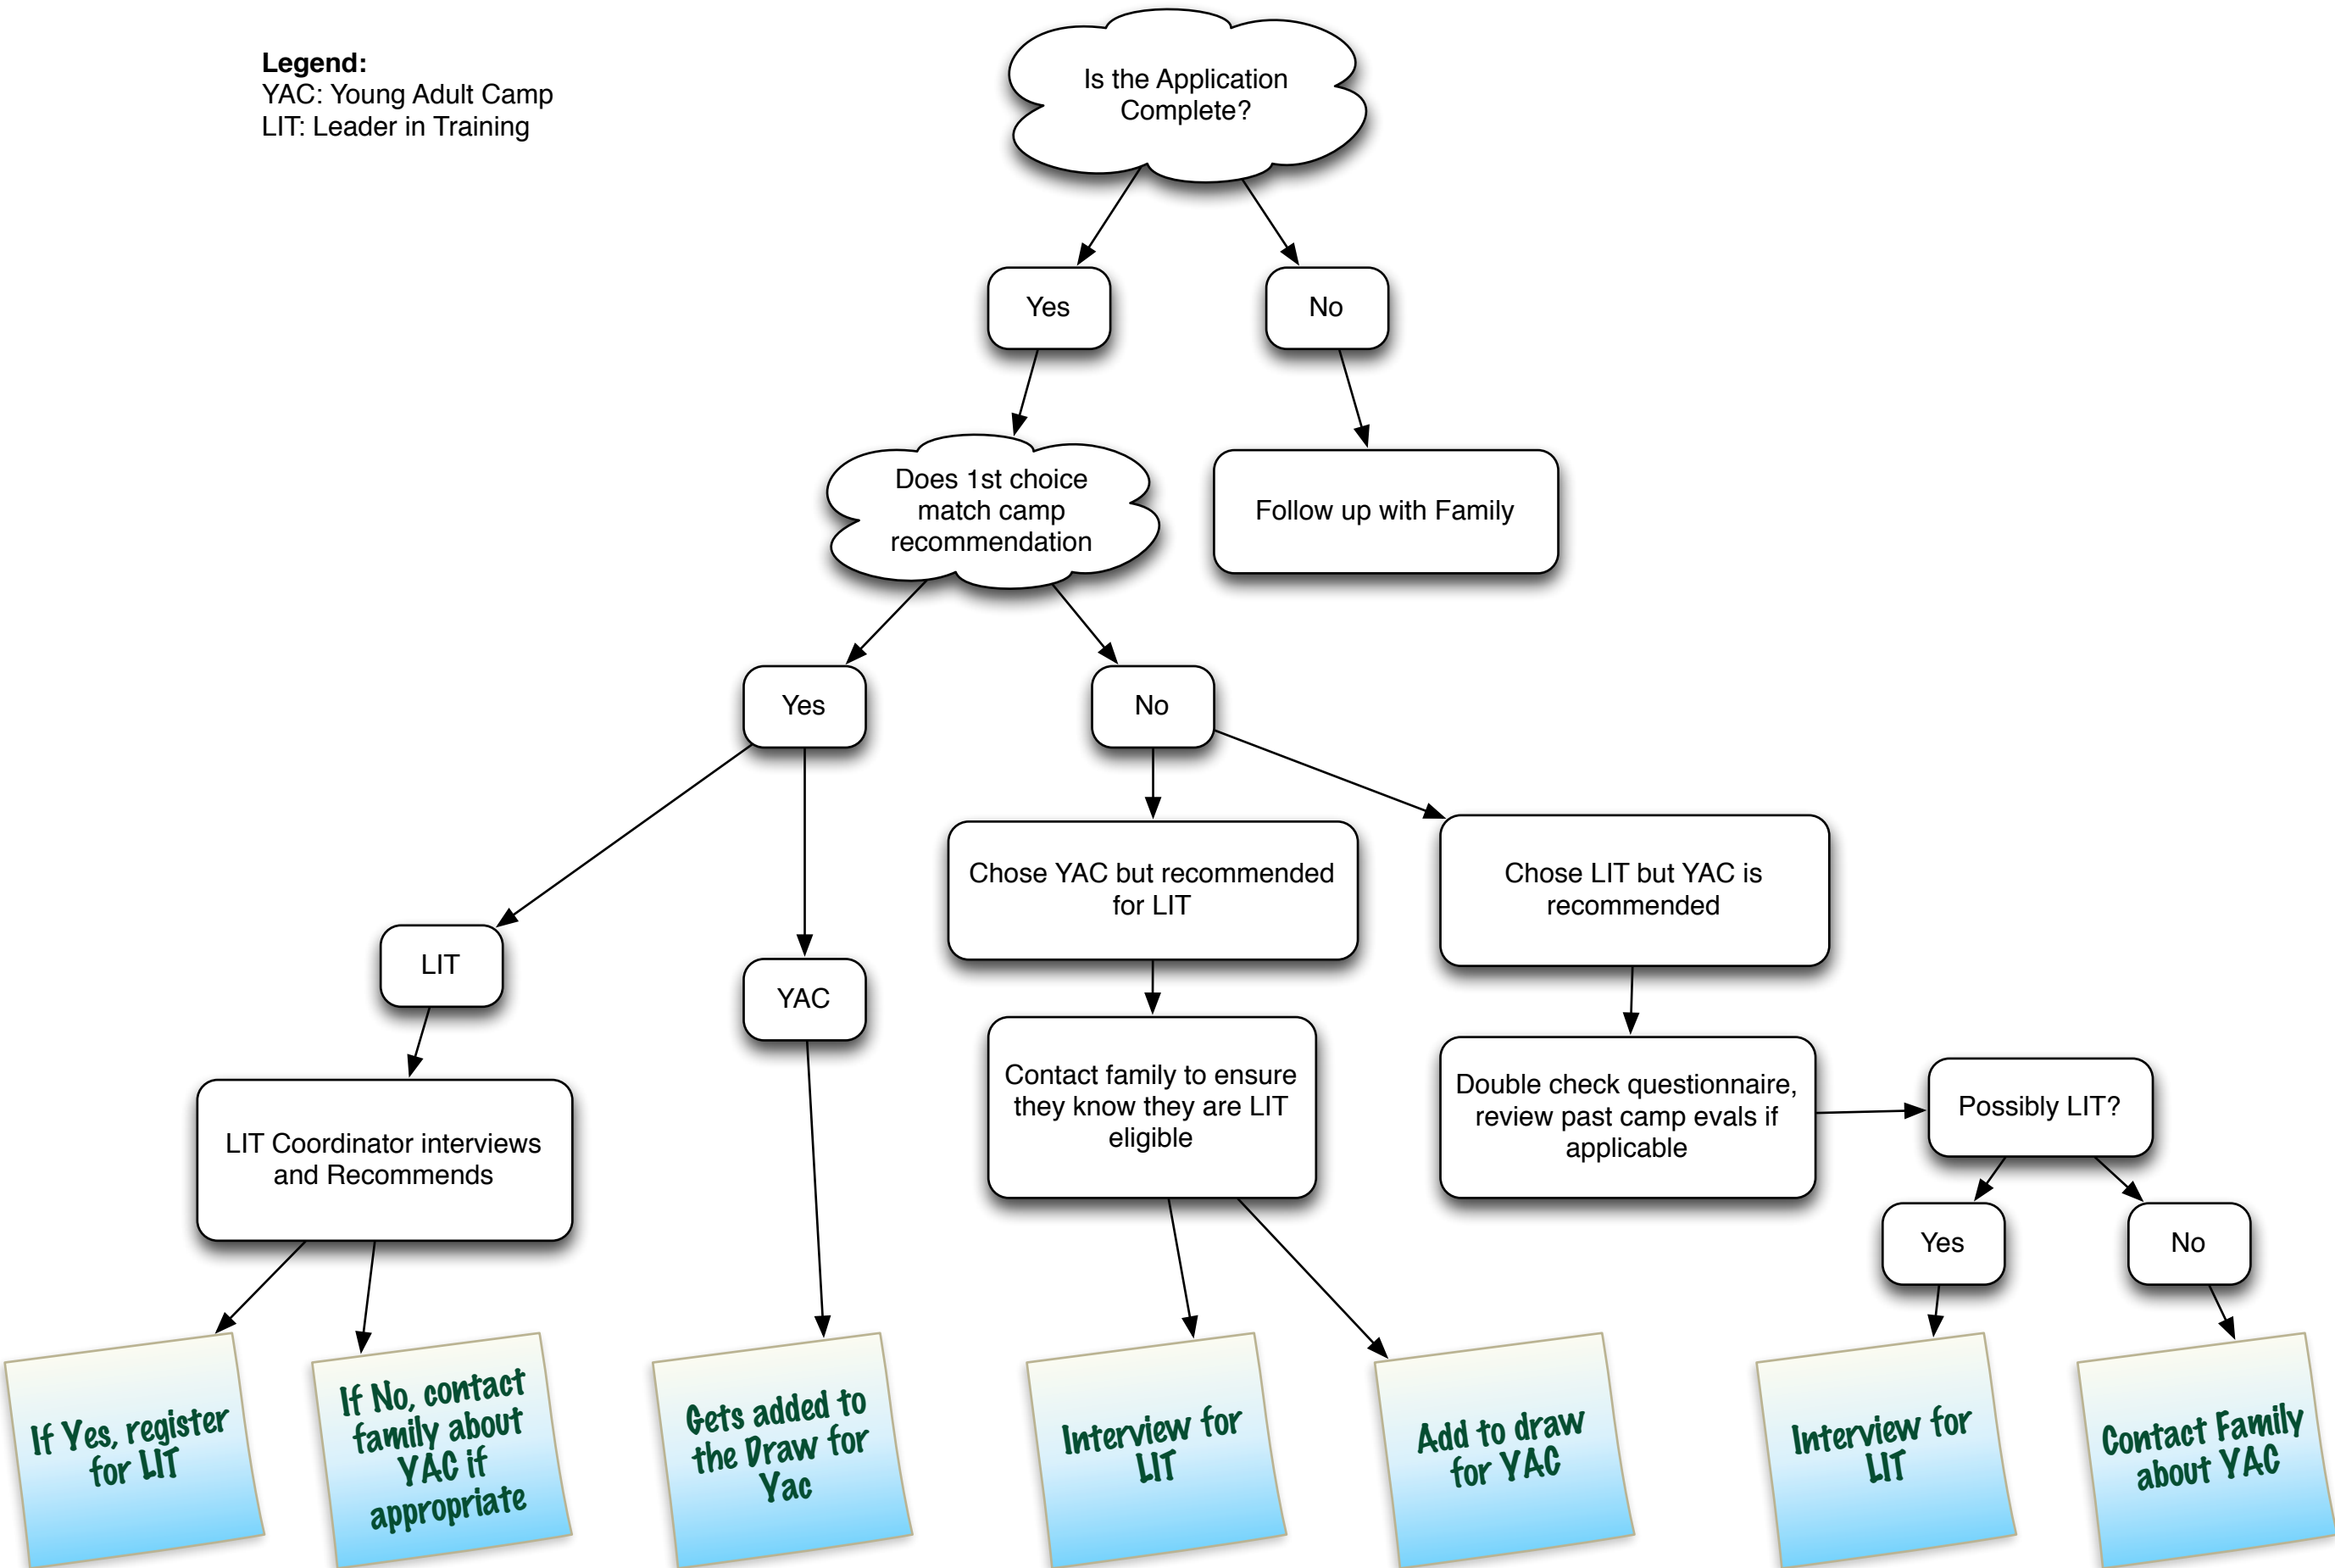 Legend:
YAC: Young Adult Camp
LIT: Leader in Training
Is the Application
Complete?
Yes
No
Does 1st choice
match camp
recommendation
Follow up with Family
Yes
No
Chose YAC but recommended
for LIT
Chose LIT but YAC is
recommended
LIT
YAC
Contact family to ensure
they know they are LIT
eligible
Double check questionnaire,
review past camp evals if
applicable
Possibly LIT?
LIT Coordinator interviews
and Recommends
Yes
No
If Yes, register
for LIT
If No, contact
family about
YAC if
appropriate
Gets added to
the Draw for
Yac
Interview for
LIT
Add to draw
for YAC
Interview for
LIT
Contact Family
about YAC